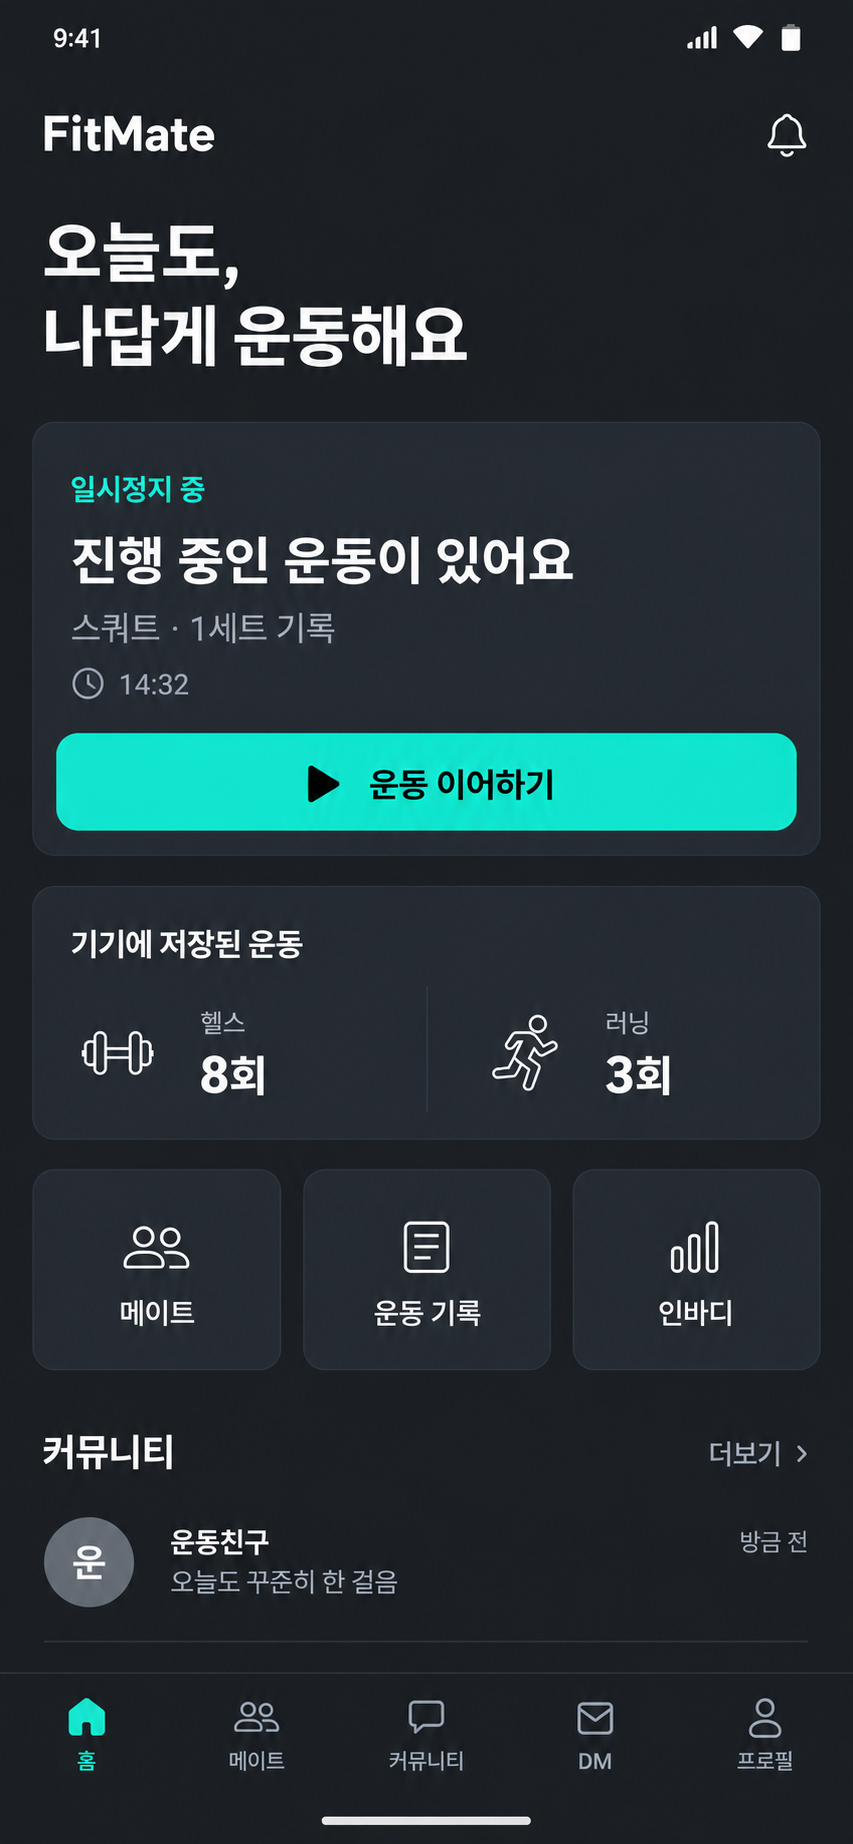 9:41
FitMate
오늘도,
나답게 운동해요
일시정지 중
진행 중인 운동이 있어요
스쿼트 · 1세트 기록
14:32
운동 이어하기
기기에 저장된 운동
헬스
8회
러닝
3회
메이트
운동 기록
인바디
커뮤니티
더보기 >
운
운동친구
방금 전
오늘도 꾸준히 한 걸음
홈
메이트
커뮤니티
DM
프로필